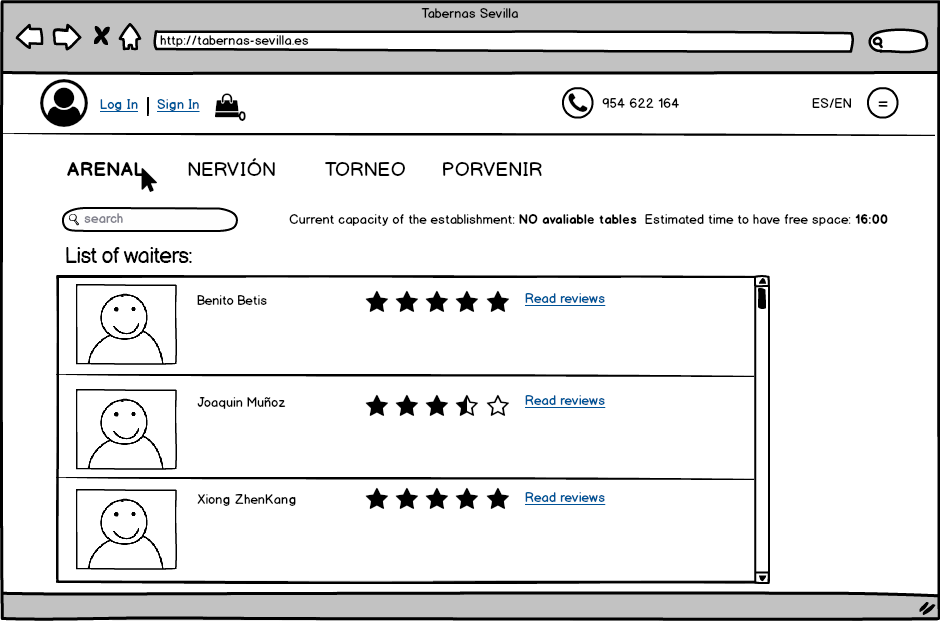 Tabernas Sevilla
http://tabernas-sevilla.es
Log In | Sign In
954 622 164
ES/EN
ARENAL NERVIÓN TORNEO PORVENIR
search
Current capacity of the establishment: NO avaliable tables Estimated time to have free space: 16:00
List of waiters:
Benito Betis
Read reviews
Joaquin Muñoz
Read reviews
Xiong ZhenKang
Read reviews